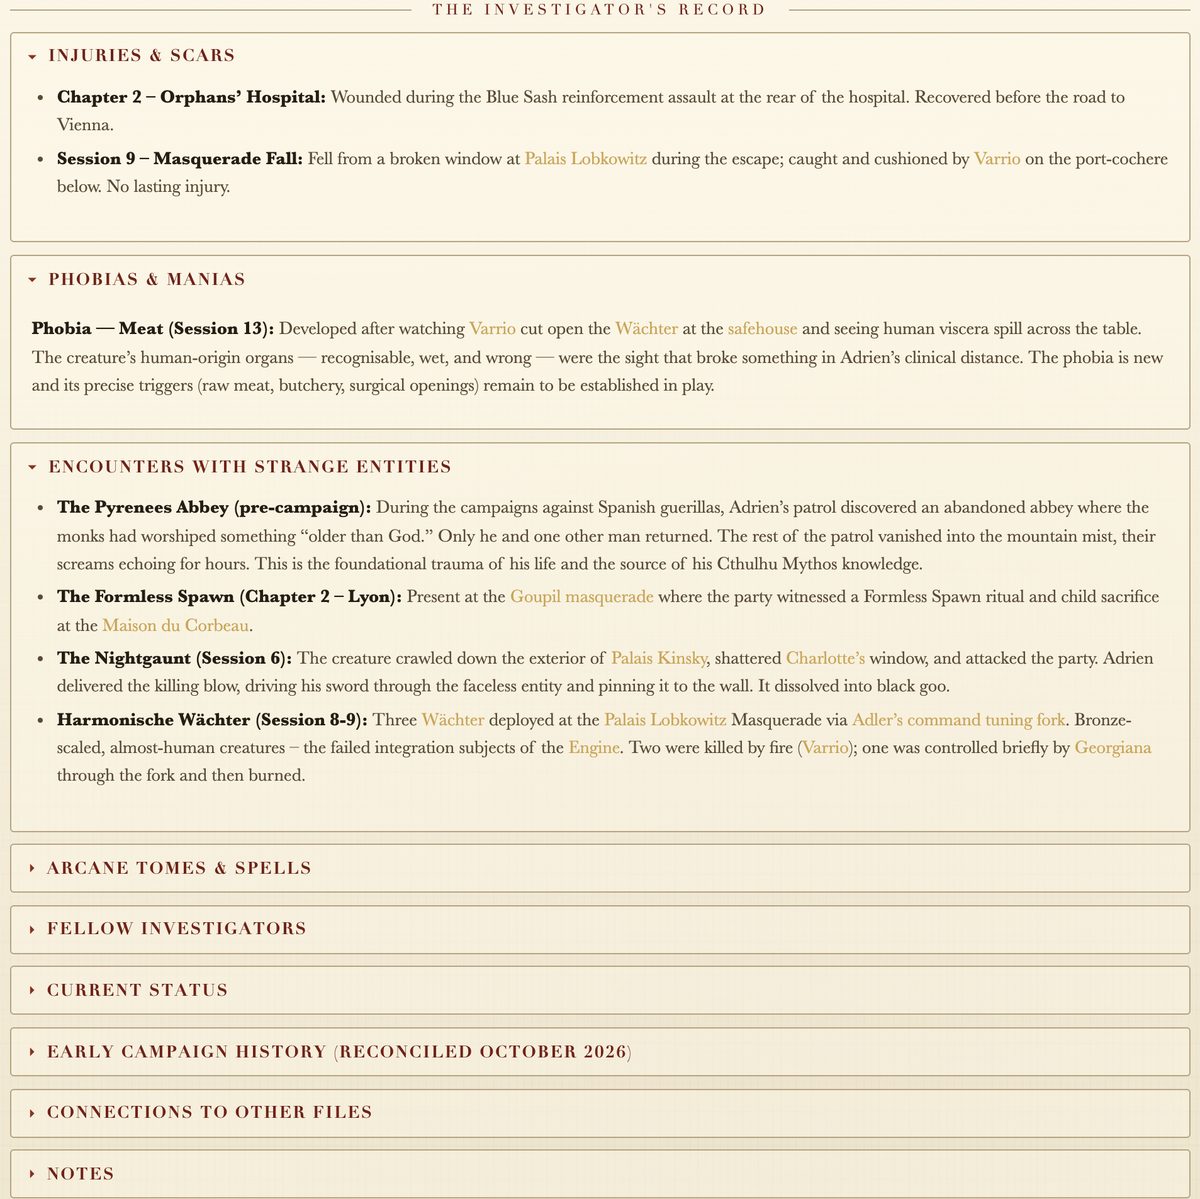 THE INVESTIGATOR'S RECORD
INJURIES & SCARS
• Chapter 2 – Orphans’ Hospital: Wounded during the Blue Sash reinforcement assault at the rear of the hospital. Recovered before the road to
Vienna.
• Session 9 – Masquerade Fall: Fell from a broken window at Palais Lobkowitz during the escape; caught and cushioned by Varrio on the port-cochere
below. No lasting injury.
PHOBIAS & MANIAS
Phobia — Meat (Session 13): Developed after watching Varrio cut open the Wächter at the safehouse and seeing human viscera spill across the table.
The creature’s human-origin organs — recognisable, wet, and wrong — were the sight that broke something in Adrien’s clinical distance. The phobia is new
and its precise triggers (raw meat, butchery, surgical openings) remain to be established in play.
ENCOUNTERS WITH STRANGE ENTITIES
• The Pyrenees Abbey (pre-campaign): During the campaigns against Spanish guerillas, Adrien’s patrol discovered an abandoned abbey where the
monks had worshiped something “older than God.” Only he and one other man returned. The rest of the patrol vanished into the mountain mist, their
screams echoing for hours. This is the foundational trauma of his life and the source of his Cthulhu Mythos knowledge.
• The Formless Spawn (Chapter 2 – Lyon): Present at the Goupil masquerade where the party witnessed a Formless Spawn ritual and child sacrifice
at the Maison du Corbeau.
• The Nightgaunt (Session 6): The creature crawled down the exterior of Palais Kinsky, shattered Charlotte’s window, and attacked the party. Adrien
delivered the killing blow, driving his sword through the faceless entity and pinning it to the wall. It dissolved into black goo.
• Harmonische Wächter (Session 8-9): Three Wächter deployed at the Palais Lobkowitz Masquerade via Adler’s command tuning fork. Bronze-
scaled, almost-human creatures – the failed integration subjects of the Engine. Two were killed by fire (Varrio); one was controlled briefly by Georgiana
through the fork and then burned.
ARCANE TOMES & SPELLS
FELLOW INVESTIGATORS
CURRENT STATUS
EARLY CAMPAIGN HISTORY (RECONCILED OCTOBER 2026)
CONNECTIONS TO OTHER FILES
NOTES